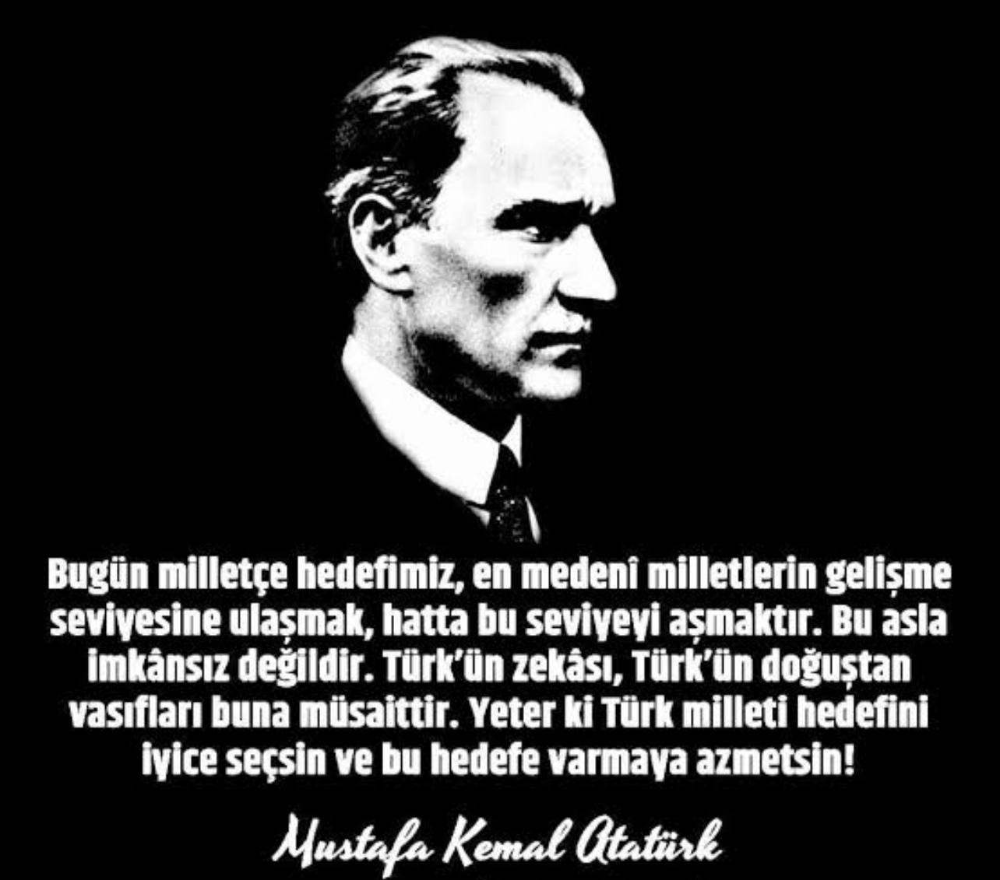 Bugün milletçe hedefimiz, en medenî milletlerin gelişme
seviyesine ulaşmak, hatta bu seviyeyi aşmaktır. Bu asla
imkânsız değildir. Türk’ün zekâsı, Türk’ün doğuştan
vasıfları buna müsaittir. Yeter ki Türk milleti hedefini
iyice seçsin ve bu hedefe varmaya azmetsin!
Mustafa Kemal Atatürk